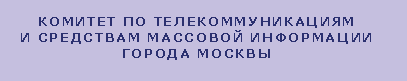 КОМИТЕТ ПО ТЕЛЕКОММУНИКАЦИЯМ
И СРЕДСТВАМ МАССОВОЙ ИНФОРМАЦИИ
ГОРОДА МОСКВЫ